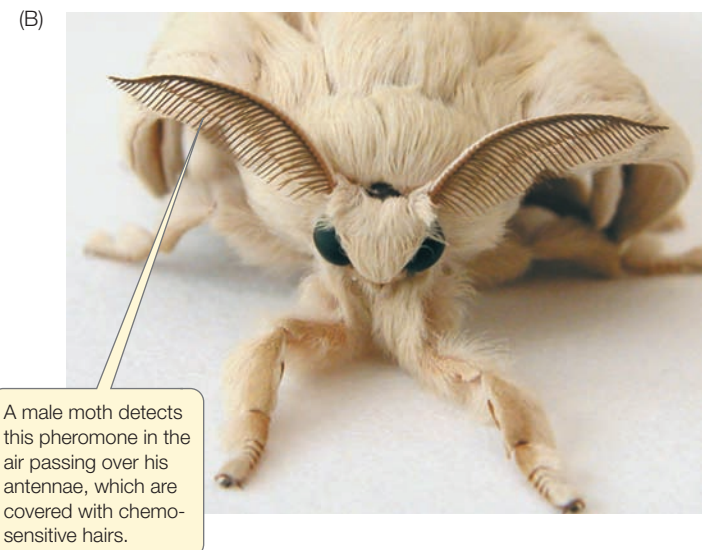 (B)
A male moth detects
this pheromone in the
air passing over his
antennae, which are
covered with chemo-
sensitive hairs.